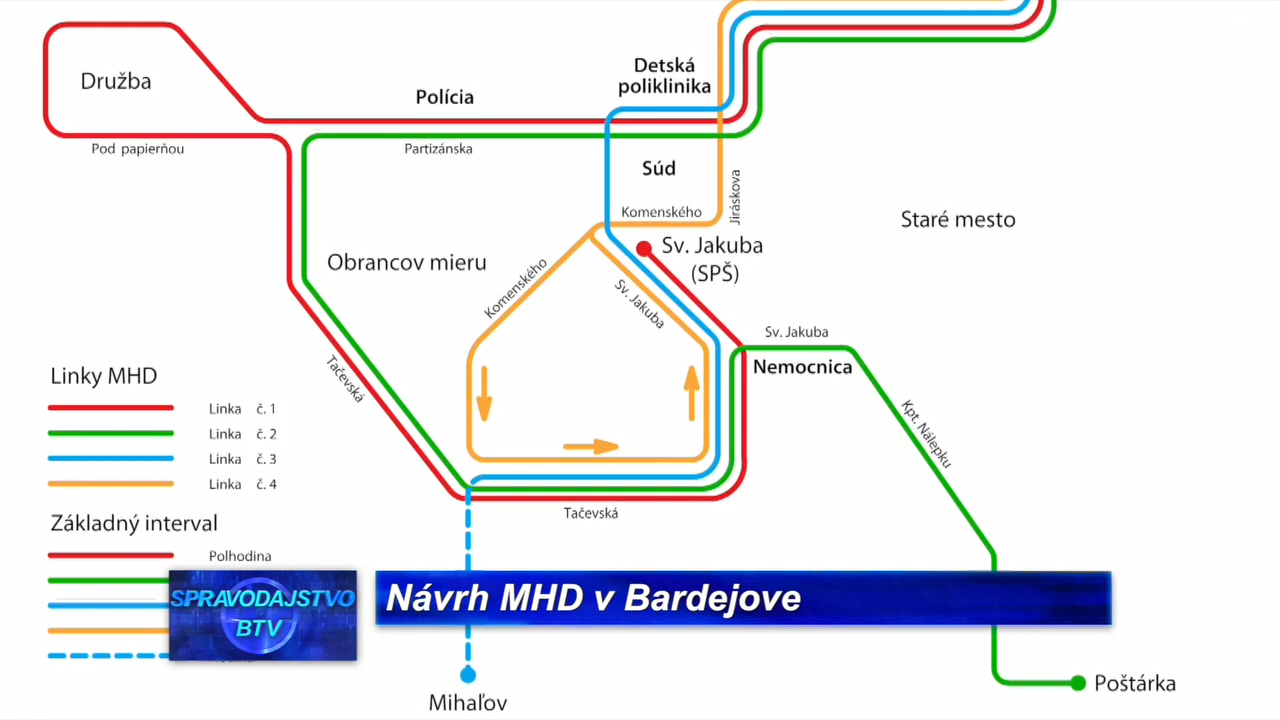 Družba
Polícia
Detská
poliklinika
Pod papierňou
Partizánska
Súd
Jiráskova
Komenského
Staré mesto
Sv. Jakuba
(SPŠ)
Obrancov mieru
Komenského
Sv. Jakuba
Sv. Jakuba
Nemocnica
Tačevská
Kpt. Nálepku
Linky MHD
Linka č. 1
Linka č. 2
Linka č. 3
Linka č. 4
Tačevská
Základný interval
Polhodina
SPRAVODAJSTVO
BTV
Návrh MHD v Bardejove
Mihaľov
Poštárka